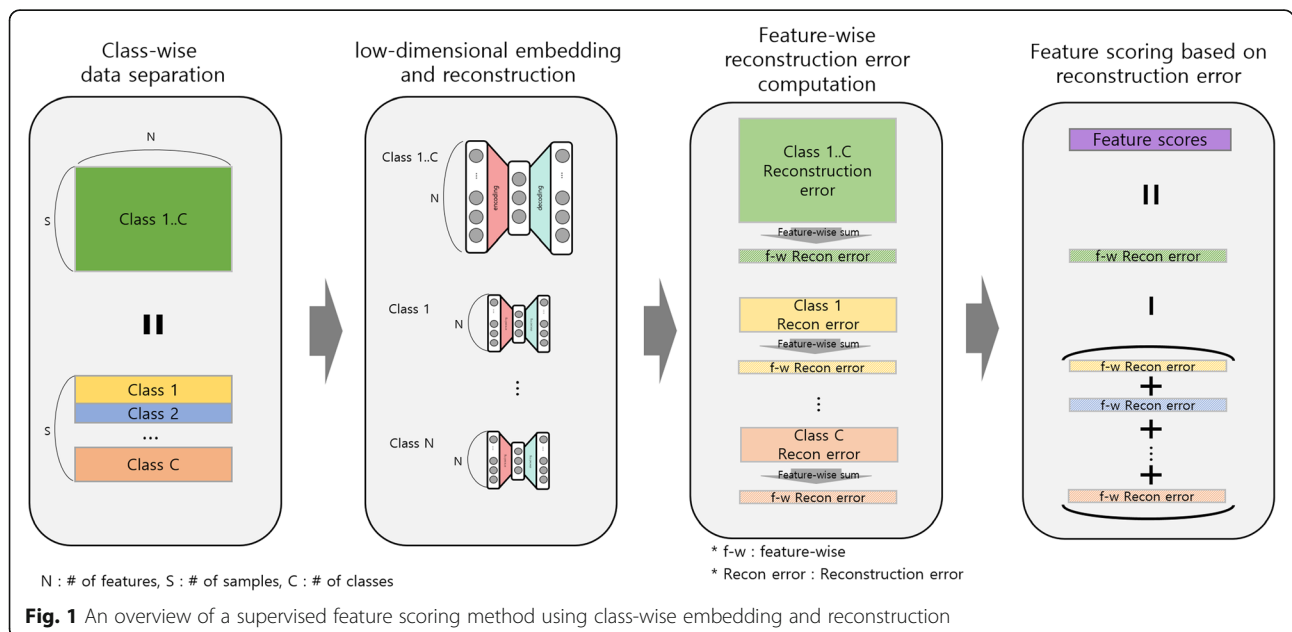 Class-wise
data separation
N
S
Class 1..C
=
S
Class 1
Class 2
...
Class C
low-dimensional embedding
and reconstruction
Class 1..C
N
...
...
encoding
decoding
Class 1
N
⋮
Class N
N
Feature-wise
reconstruction error
computation
Class 1..C
Reconstruction
error
Feature-wise sum
f-w Recon error
Class 1
Recon error
Feature-wise sum
f-w Recon error
⋮
Class C
Recon error
Feature-wise sum
f-w Recon error
Feature scoring based on
reconstruction error
Feature scores
=
f-w Recon error
-
( f-w Recon error
+
f-w Recon error
+
⋮
+
f-w Recon error )
* f-w : feature-wise
* Recon error : Reconstruction error
N : # of features, S : # of samples, C : # of classes
Fig. 1 An overview of a supervised feature scoring method using class-wise embedding and reconstruction